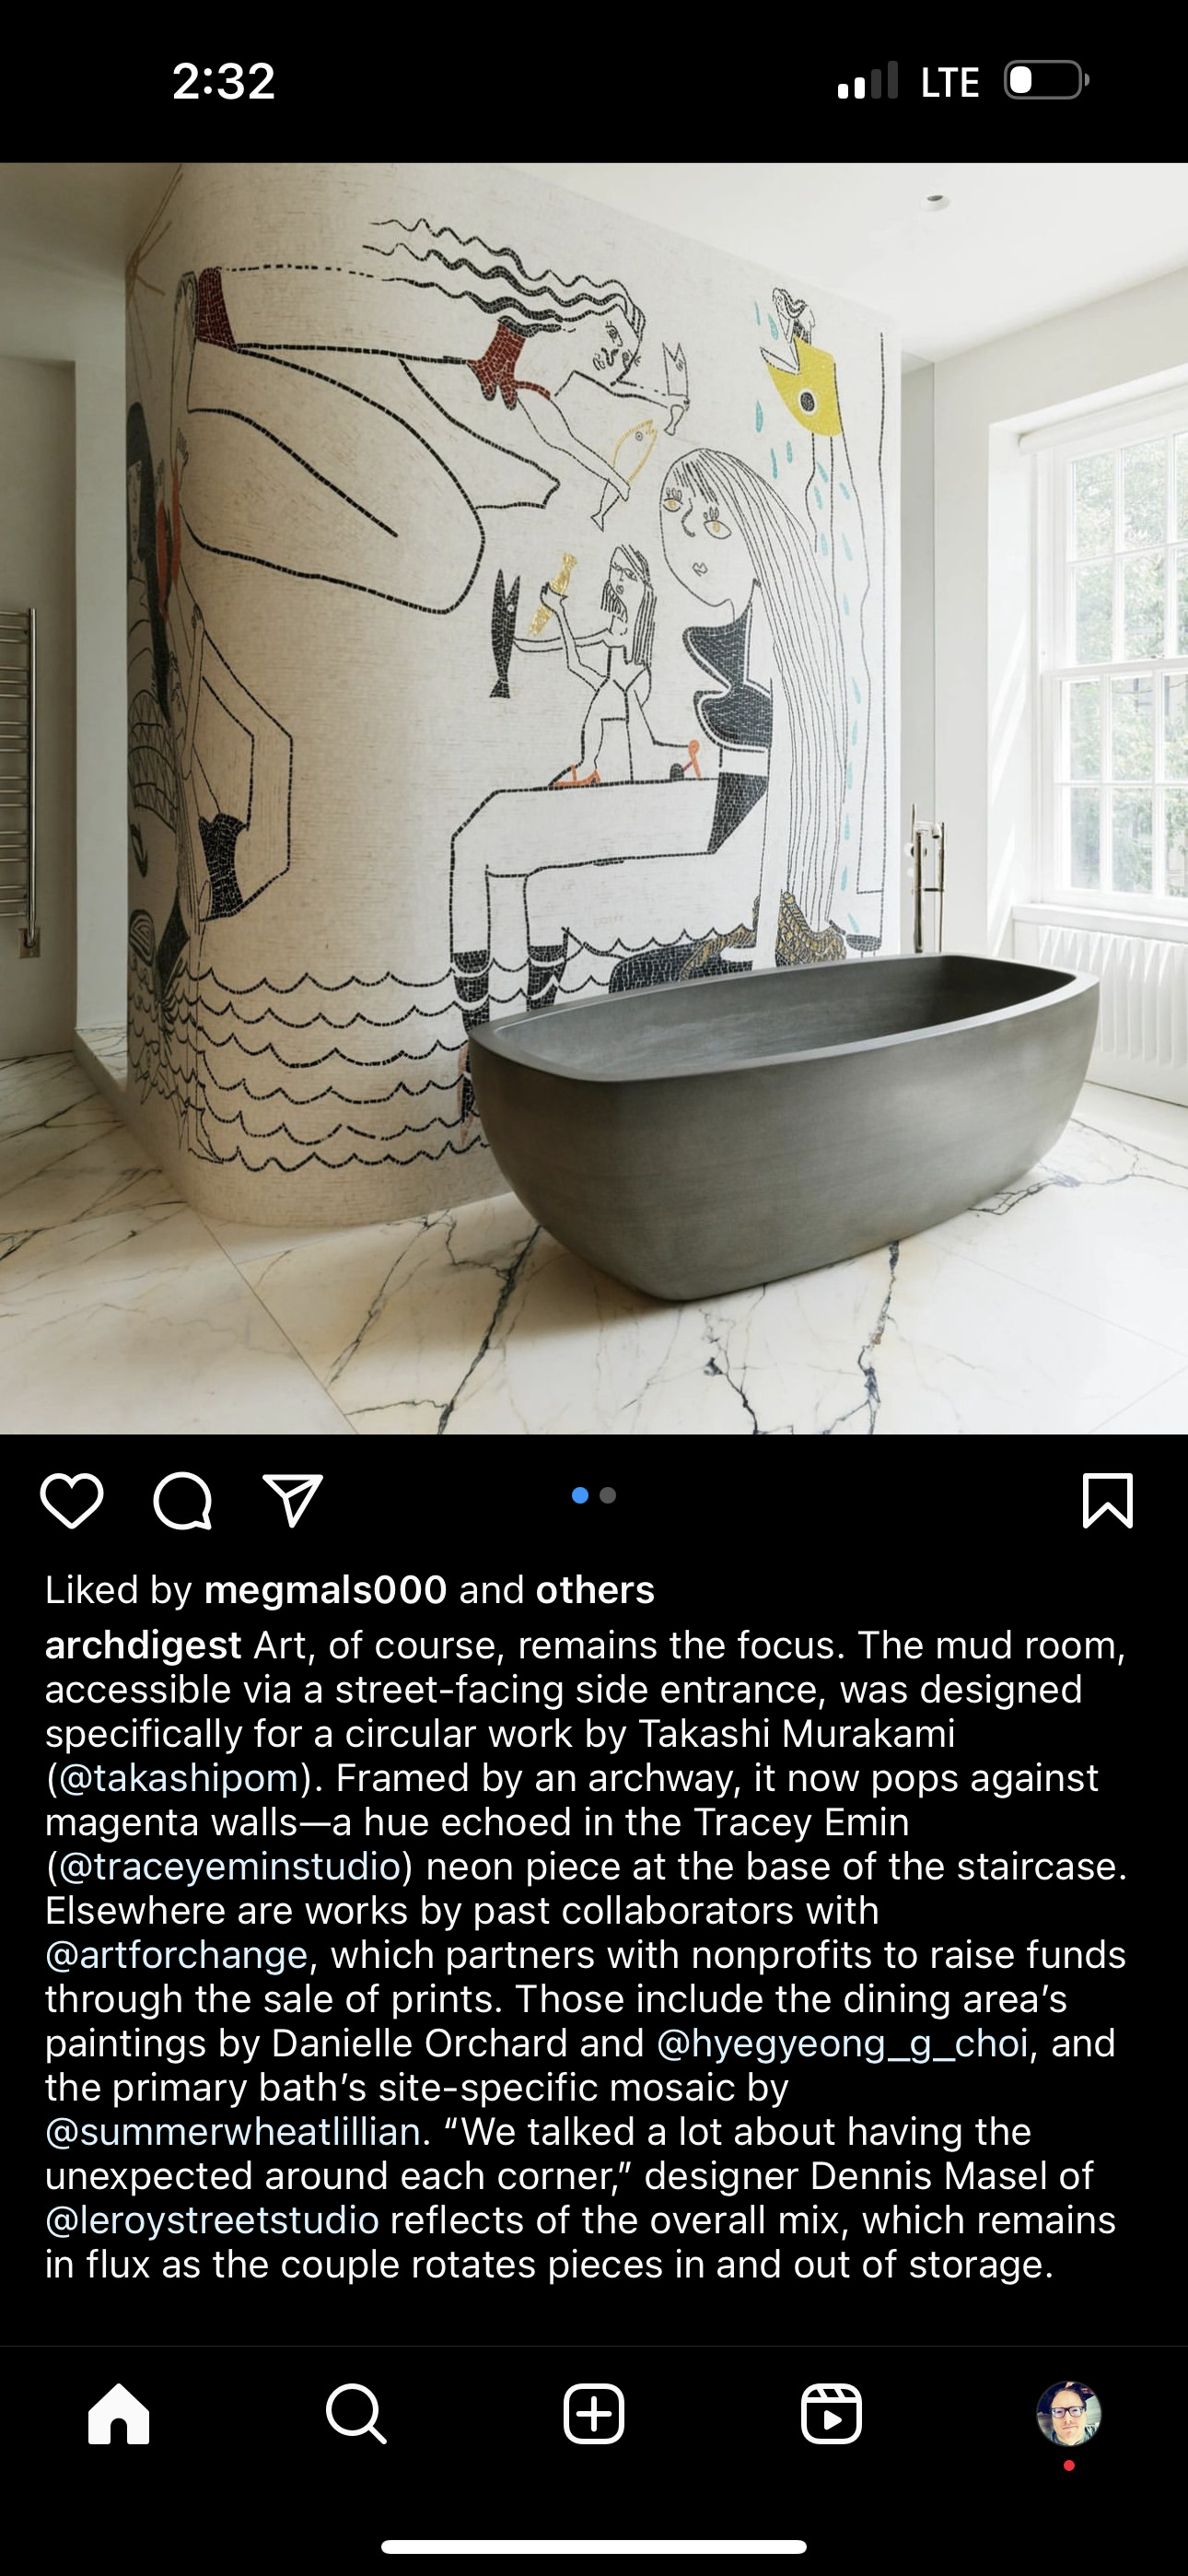 2:32 LTE
Liked by megmals000 and others
archdigest Art, of course, remains the focus. The mud room,
accessible via a street-facing side entrance, was designed
specifically for a circular work by Takashi Murakami
(@takashipom). Framed by an archway, it now pops against
magenta walls—a hue echoed in the Tracey Emin
(@traceyeminstudio) neon piece at the base of the staircase.
Elsewhere are works by past collaborators with
@artforchange, which partners with nonprofits to raise funds
through the sale of prints. Those include the dining area’s
paintings by Danielle Orchard and @hyegyeong_g_choi, and
the primary bath’s site-specific mosaic by
@summerwheatlillian. “We talked a lot about having the
unexpected around each corner,” designer Dennis Masel of
@leroystreetstudio reflects of the overall mix, which remains
in flux as the couple rotates pieces in and out of storage.